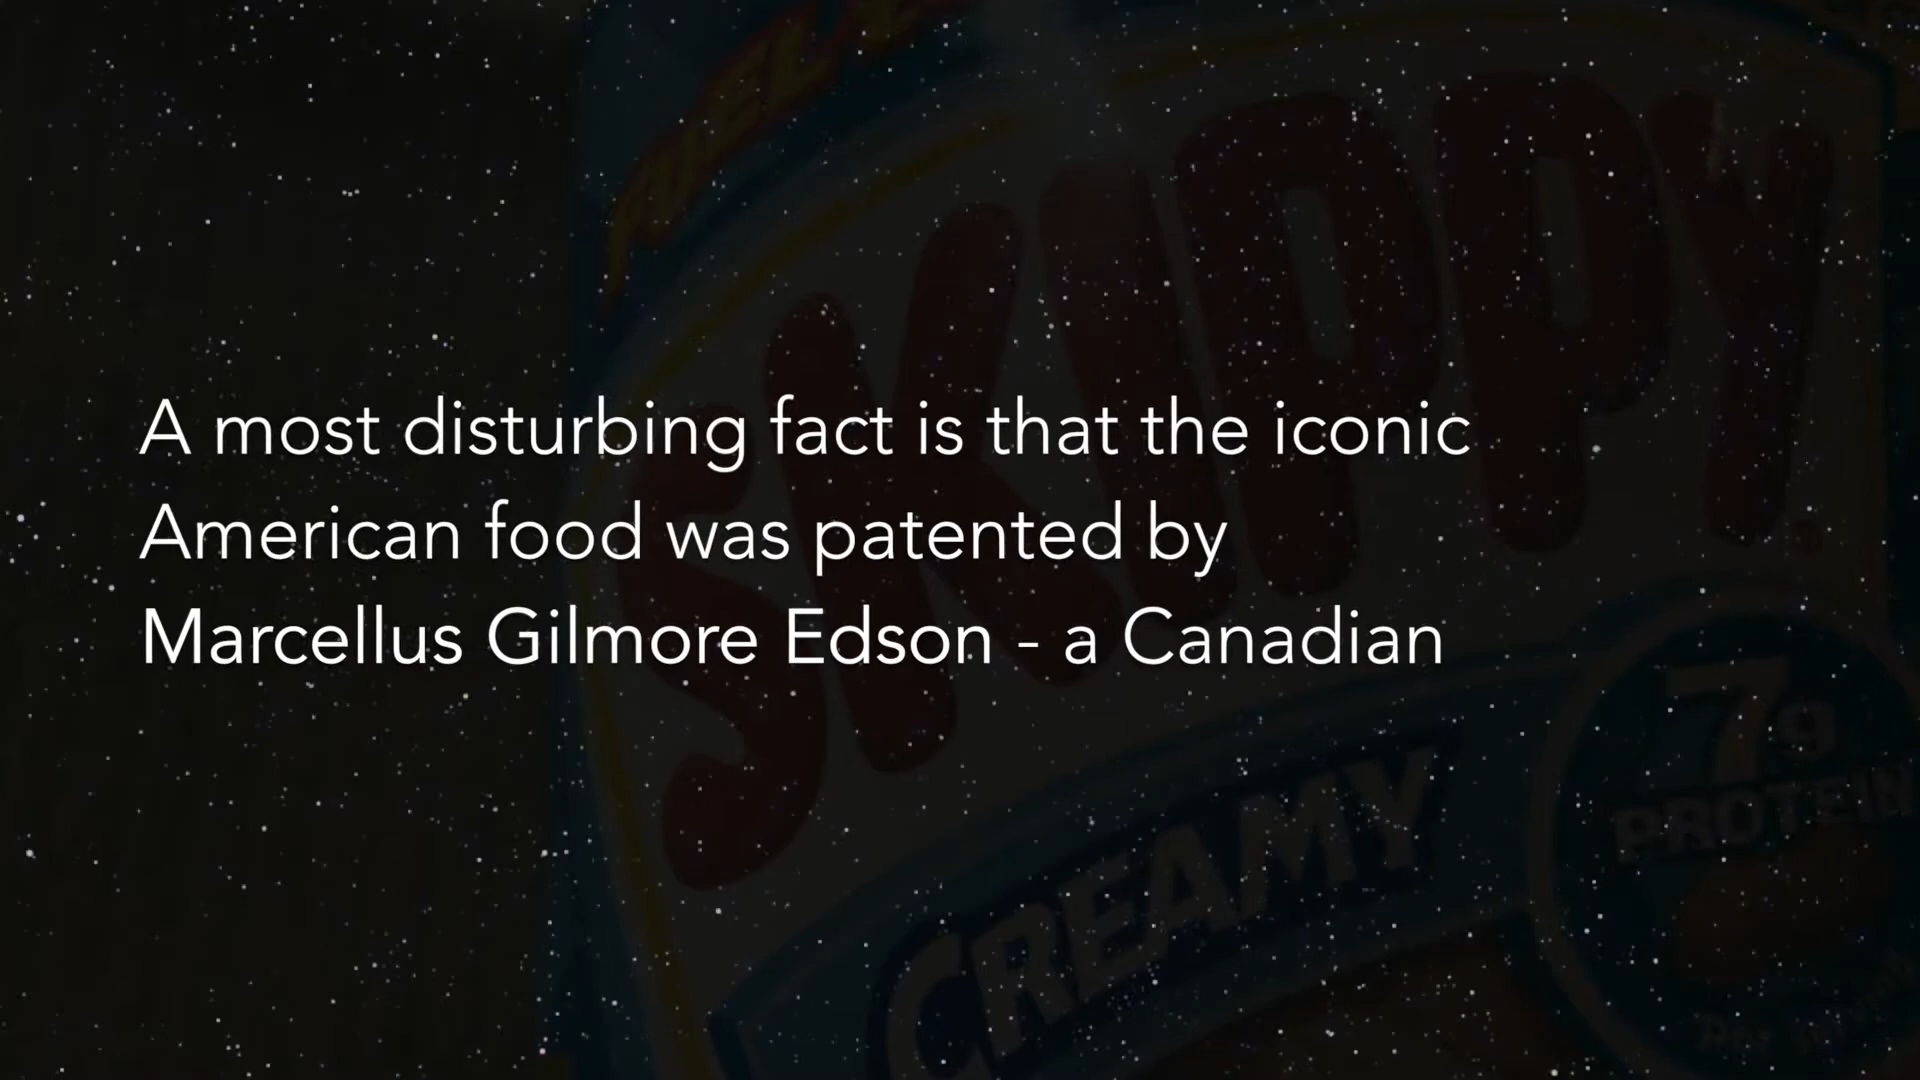 FUEL
SKIPPY
A most disturbing fact is that the iconic
American food was patented by
Marcellus Gilmore Edson - a Canadian
7g
PROTEIN
CREAMY